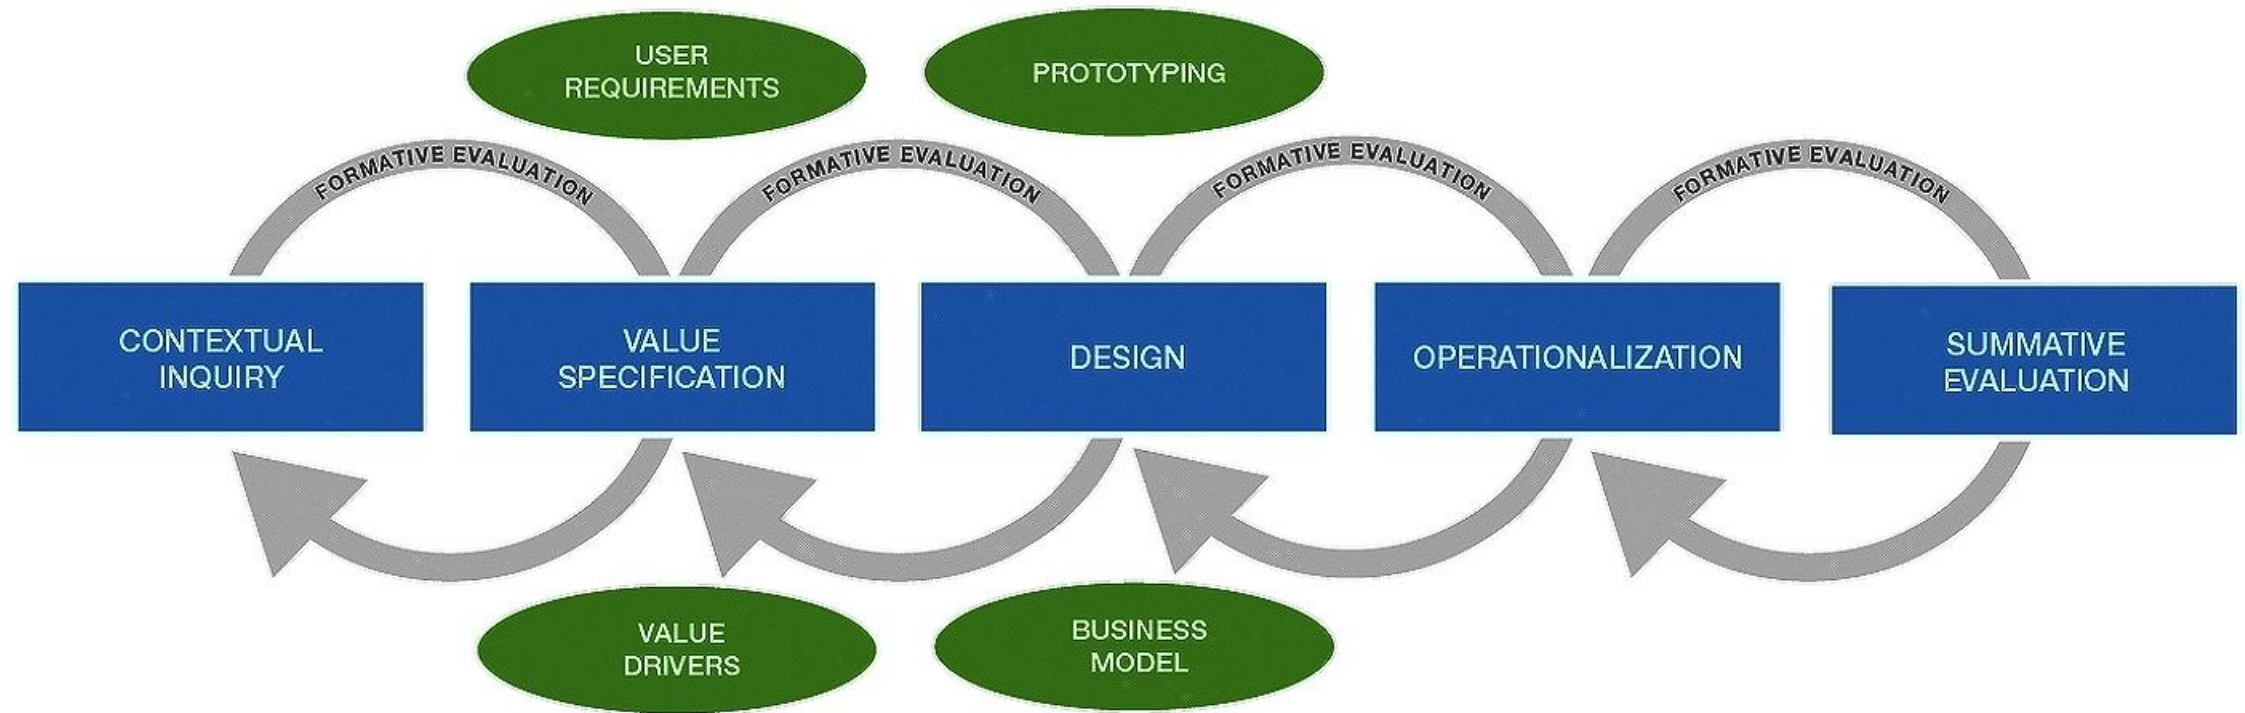 USER
REQUIREMENTS
PROTOTYPING
FORMATIVE EVALUATION
FORMATIVE EVALUATION
FORMATIVE EVALUATION
FORMATIVE EVALUATION
CONTEXTUAL
INQUIRY
VALUE
SPECIFICATION
DESIGN
OPERATIONALIZATION
SUMMATIVE
EVALUATION
VALUE
DRIVERS
BUSINESS
MODEL